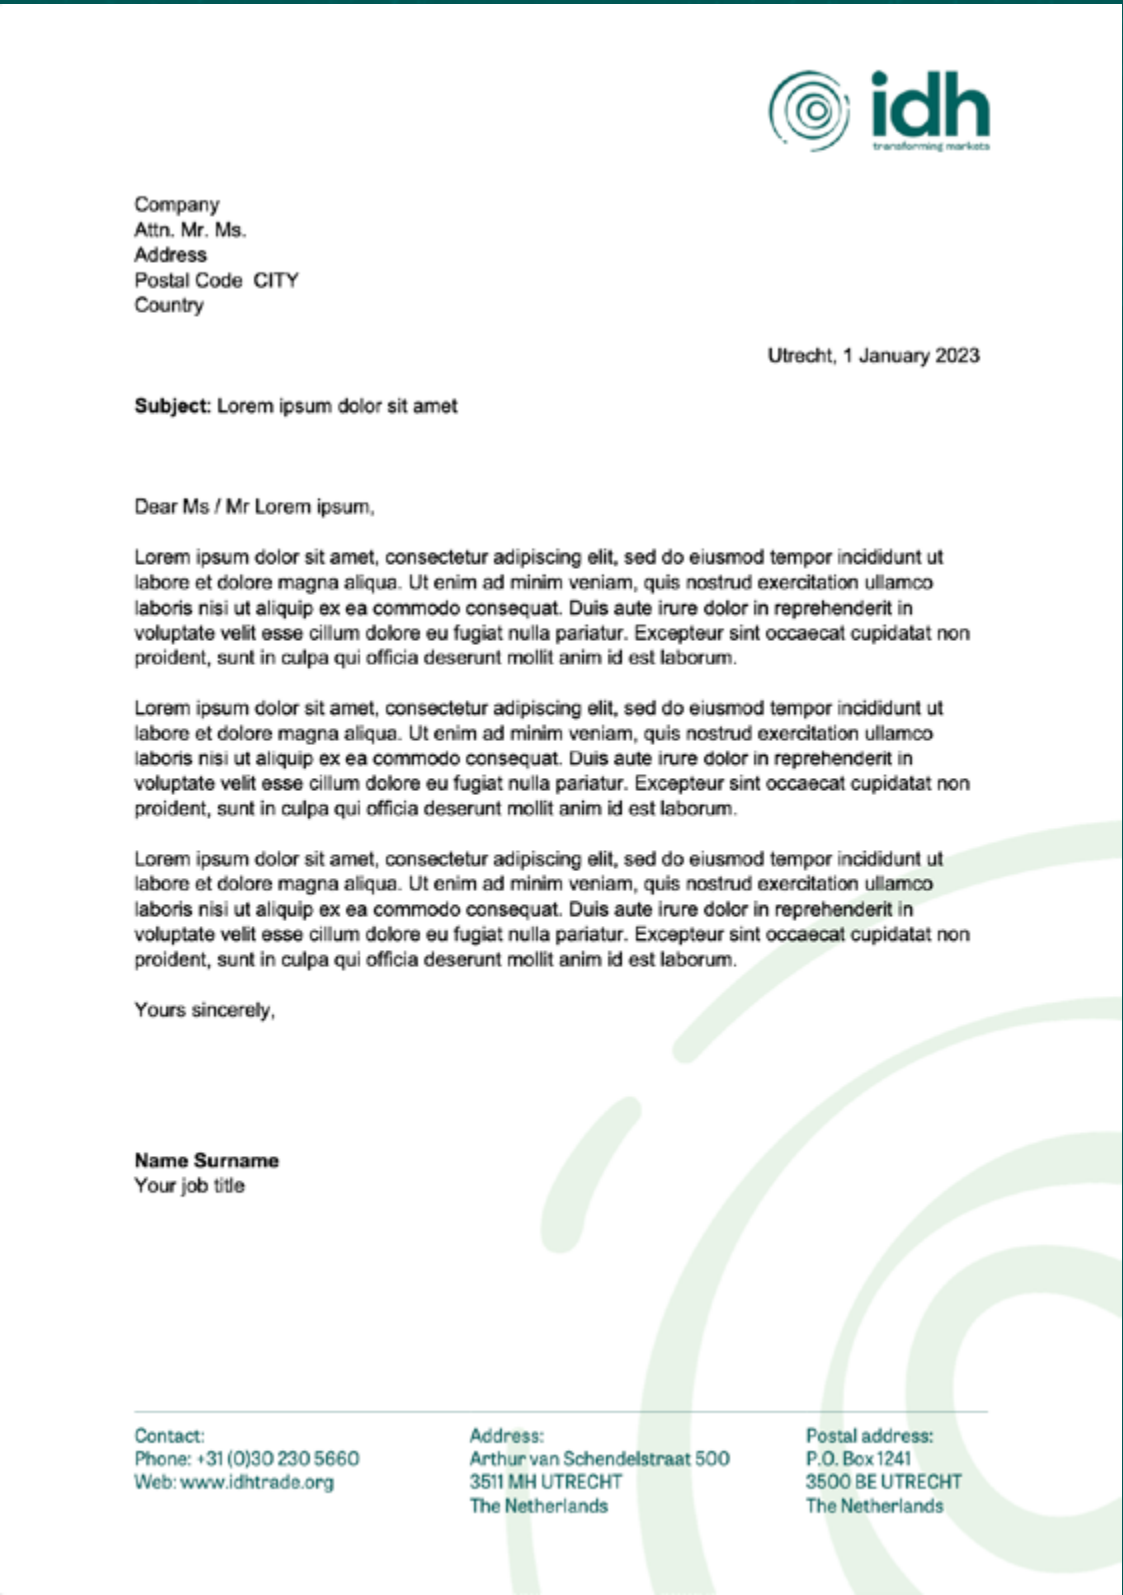 idh
transforming markets
Company
Attn. Mr. Ms.
Address
Postal Code  CITY
Country
Utrecht, 1 January 2023
Subject: Lorem ipsum dolor sit amet
Dear Ms / Mr Lorem ipsum,
Lorem ipsum dolor sit amet, consectetur adipiscing elit, sed do eiusmod tempor incididunt ut
labore et dolore magna aliqua. Ut enim ad minim veniam, quis nostrud exercitation ullamco
laboris nisi ut aliquip ex ea commodo consequat. Duis aute irure dolor in reprehenderit in
voluptate velit esse cillum dolore eu fugiat nulla pariatur. Excepteur sint occaecat cupidatat non
proident, sunt in culpa qui officia deserunt mollit anim id est laborum.
Lorem ipsum dolor sit amet, consectetur adipiscing elit, sed do eiusmod tempor incididunt ut
labore et dolore magna aliqua. Ut enim ad minim veniam, quis nostrud exercitation ullamco
laboris nisi ut aliquip ex ea commodo consequat. Duis aute irure dolor in reprehenderit in
voluptate velit esse cillum dolore eu fugiat nulla pariatur. Excepteur sint occaecat cupidatat non
proident, sunt in culpa qui officia deserunt mollit anim id est laborum.
Lorem ipsum dolor sit amet, consectetur adipiscing elit, sed do eiusmod tempor incididunt ut
labore et dolore magna aliqua. Ut enim ad minim veniam, quis nostrud exercitation ullamco
laboris nisi ut aliquip ex ea commodo consequat. Duis aute irure dolor in reprehenderit in
voluptate velit esse cillum dolore eu fugiat nulla pariatur. Excepteur sint occaecat cupidatat non
proident, sunt in culpa qui officia deserunt mollit anim id est laborum.
Yours sincerely,
Name Surname
Your job title
Contact:
Phone: +31 (0)30 230 5660
Web: www.idhtrade.org
Address:
Arthur van Schendelstraat 500
3511 MH UTRECHT
The Netherlands
Postal address:
P.O. Box 1241
3500 BE UTRECHT
The Netherlands